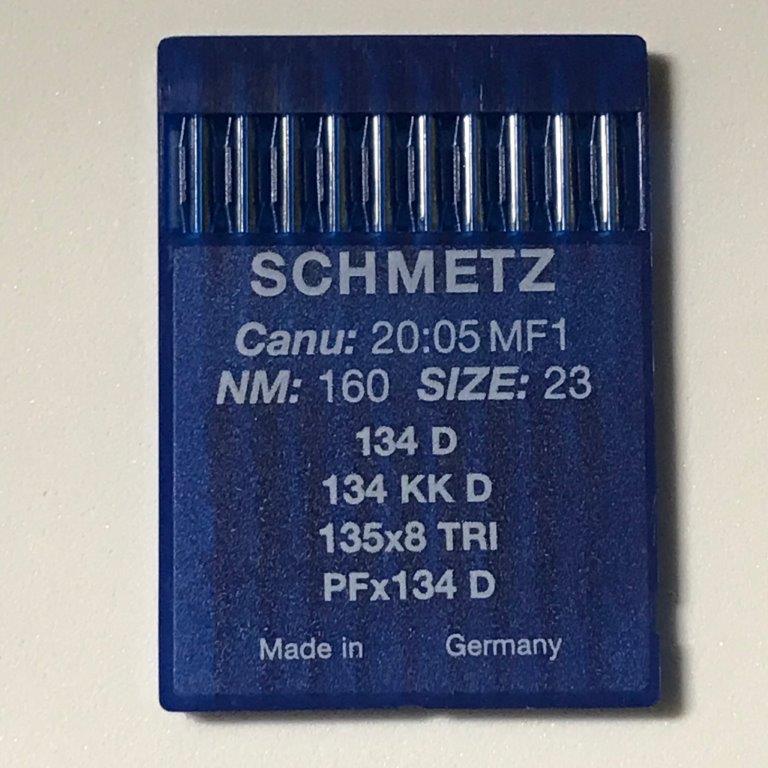 SCHMETZ
Canu: 20:05 MF1
NM: 160 SIZE: 23
134 D
134 KK D
135x8 TRI
PFx134 D
Made in Germany